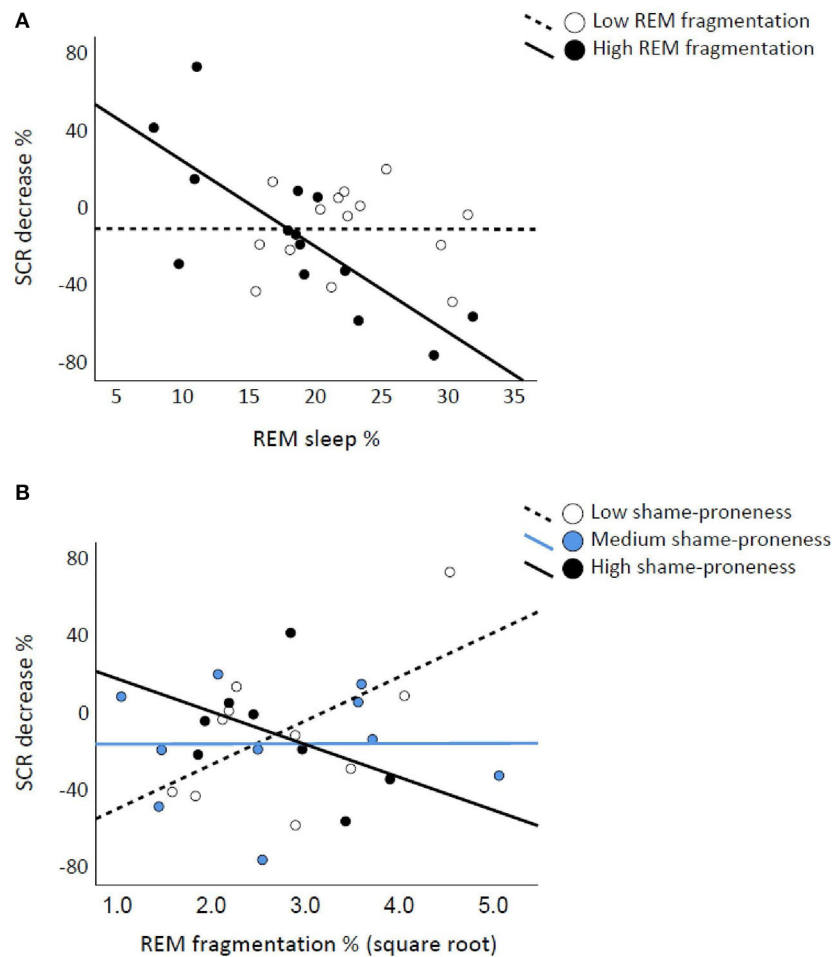 A
Low REM fragmentation
High REM fragmentation
80
40
0
-40
-80
SCR decrease %
5 10 15 20 25 30 35
REM sleep %
B
Low shame-proneness
Medium shame-proneness
High shame-proneness
80
40
0
-40
-80
SCR decrease %
1.0 2.0 3.0 4.0 5.0
REM fragmentation % (square root)